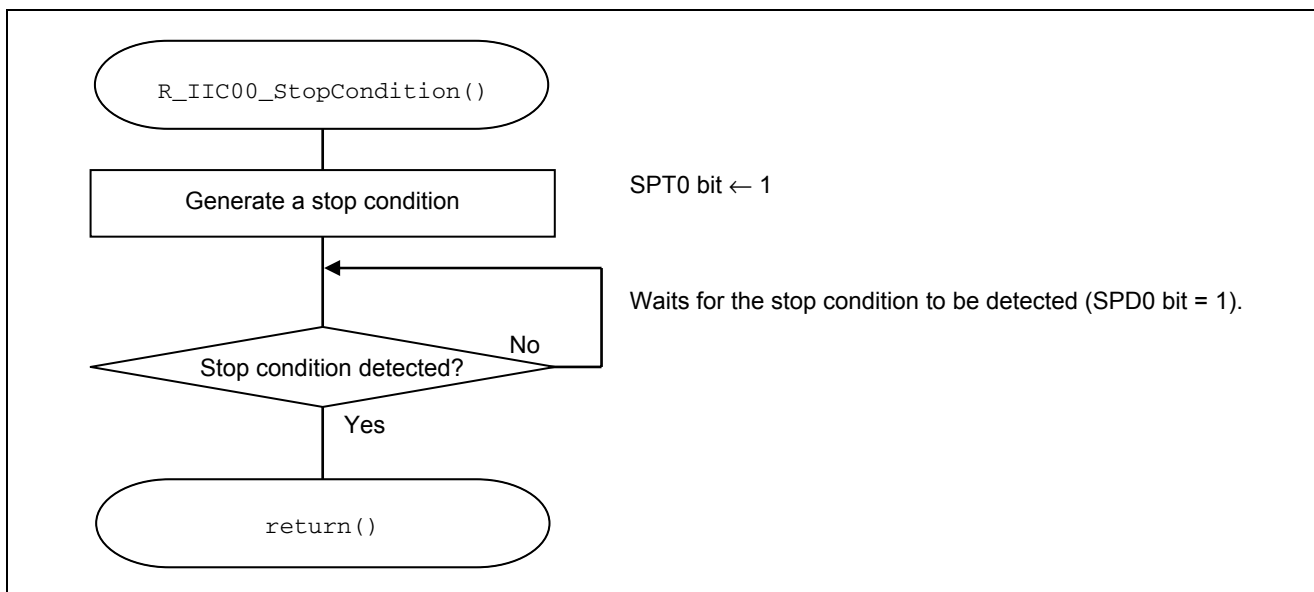 R_IIC00_StopCondition()
Generate a stop condition
SPT0 bit ← 1
Waits for the stop condition to be detected (SPD0 bit = 1).
No
Stop condition detected?
Yes
return()